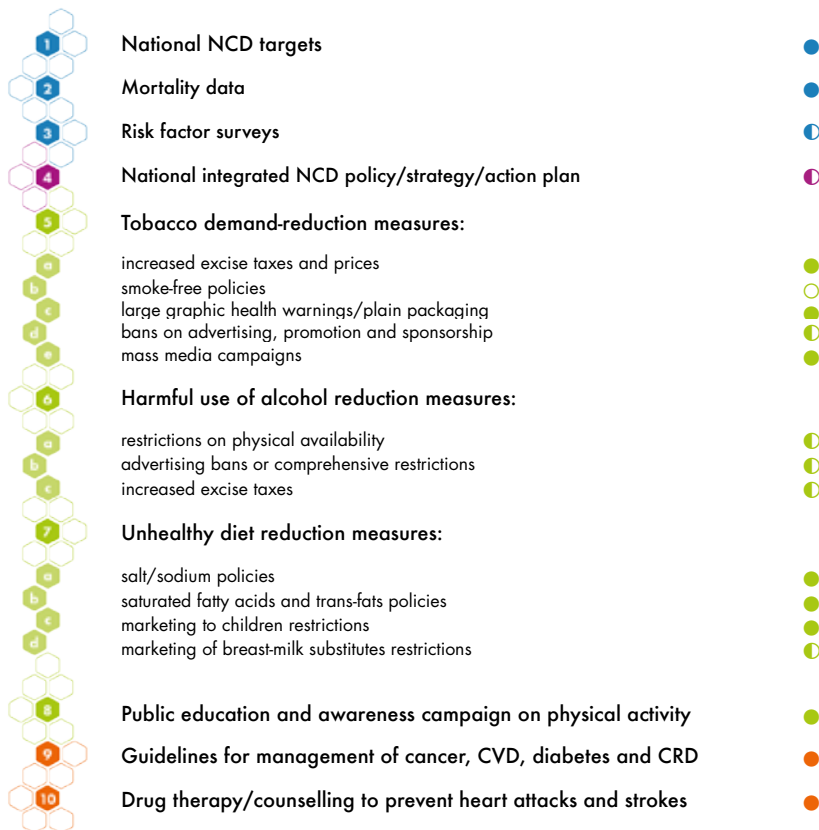 1 National NCD targets
2 Mortality data
3 Risk factor surveys
4 National integrated NCD policy/strategy/action plan
5 Tobacco demand-reduction measures:
a increased excise taxes and prices
b smoke-free policies
c large graphic health warnings/plain packaging
d bans on advertising, promotion and sponsorship
e mass media campaigns
6 Harmful use of alcohol reduction measures:
a restrictions on physical availability
b advertising bans or comprehensive restrictions
c increased excise taxes
7 Unhealthy diet reduction measures:
a salt/sodium policies
b saturated fatty acids and trans-fats policies
c marketing to children restrictions
d marketing of breast-milk substitutes restrictions
8 Public education and awareness campaign on physical activity
9 Guidelines for management of cancer, CVD, diabetes and CRD
10 Drug therapy/counselling to prevent heart attacks and strokes